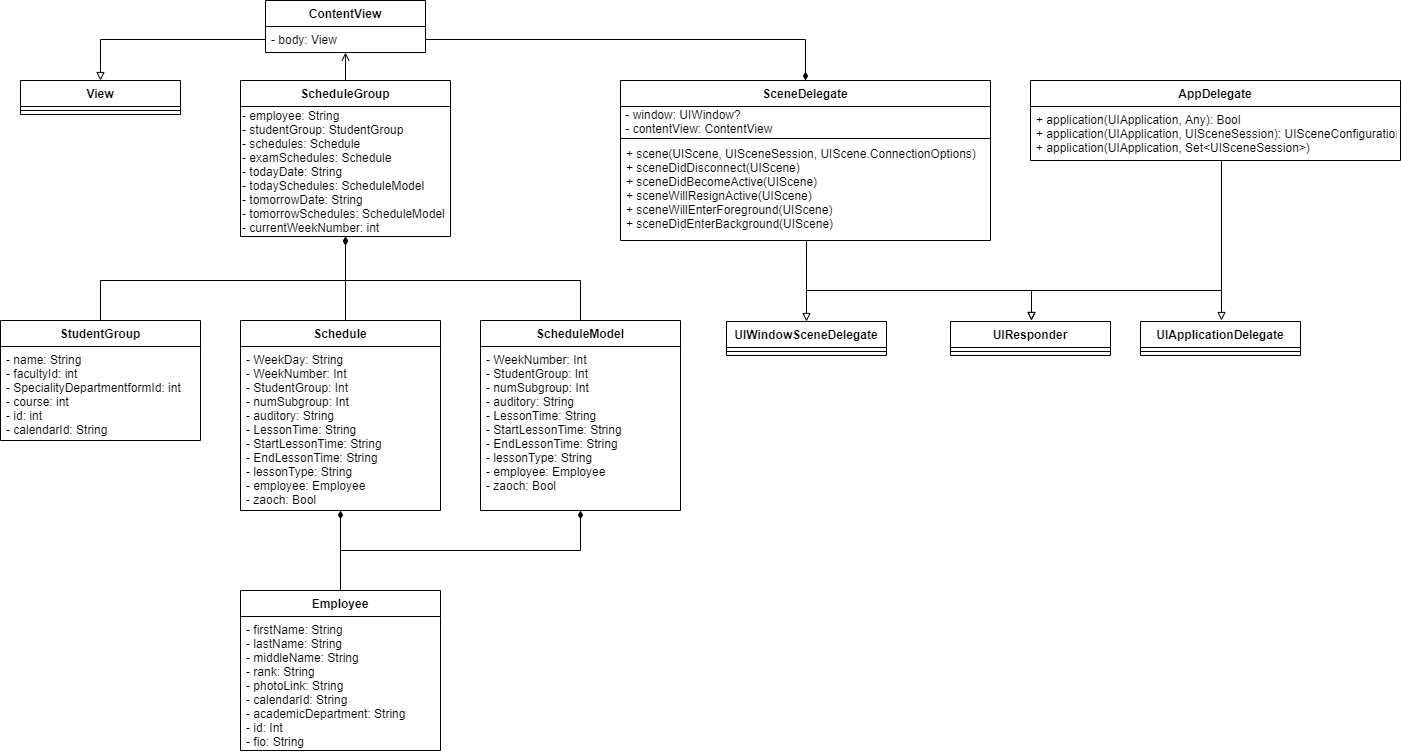 ContentView
- body: View
View
ScheduleGroup
- employee: String
- studentGroup: StudentGroup
- schedules: Schedule
- examSchedules: Schedule
- todayDate: String
- todaySchedules: ScheduleModel
- tomorrowDate: String
- tomorrowSchedules: ScheduleModel
- currentWeekNumber: int
SceneDelegate
- window: UIWindow?
- contentView: ContentView
+ scene(UIScene, UISceneSession, UIScene.ConnectionOptions)
+ sceneDidDisconnect(UIScene)
+ sceneDidBecomeActive(UIScene)
+ sceneWillResignActive(UIScene)
+ sceneWillEnterForeground(UIScene)
+ sceneDidEnterBackground(UIScene)
AppDelegate
+ application(UIApplication, Any): Bool
+ application(UIApplication, UISceneSession): UISceneConfiguratio
+ application(UIApplication, Set<UISceneSession>)
StudentGroup
- name: String
- facultyId: int
- SpecialityDepartmentformId: int
- course: int
- id: int
- calendarId: String
Schedule
- WeekDay: String
- WeekNumber: Int
- StudentGroup: Int
- numSubgroup: Int
- auditory: String
- LessonTime: String
- StartLessonTime: String
- EndLessonTime: String
- lessonType: String
- employee: Employee
- zaoch: Bool
ScheduleModel
- WeekNumber: Int
- StudentGroup: Int
- numSubgroup: Int
- auditory: String
- LessonTime: String
- StartLessonTime: String
- EndLessonTime: String
- lessonType: String
- employee: Employee
- zaoch: Bool
UIWindowSceneDelegate
UIResponder
UIApplicationDelegate
Employee
- firstName: String
- lastName: String
- middleName: String
- rank: String
- photoLink: String
- calendarId: String
- academicDepartment: String
- id: Int
- fio: String